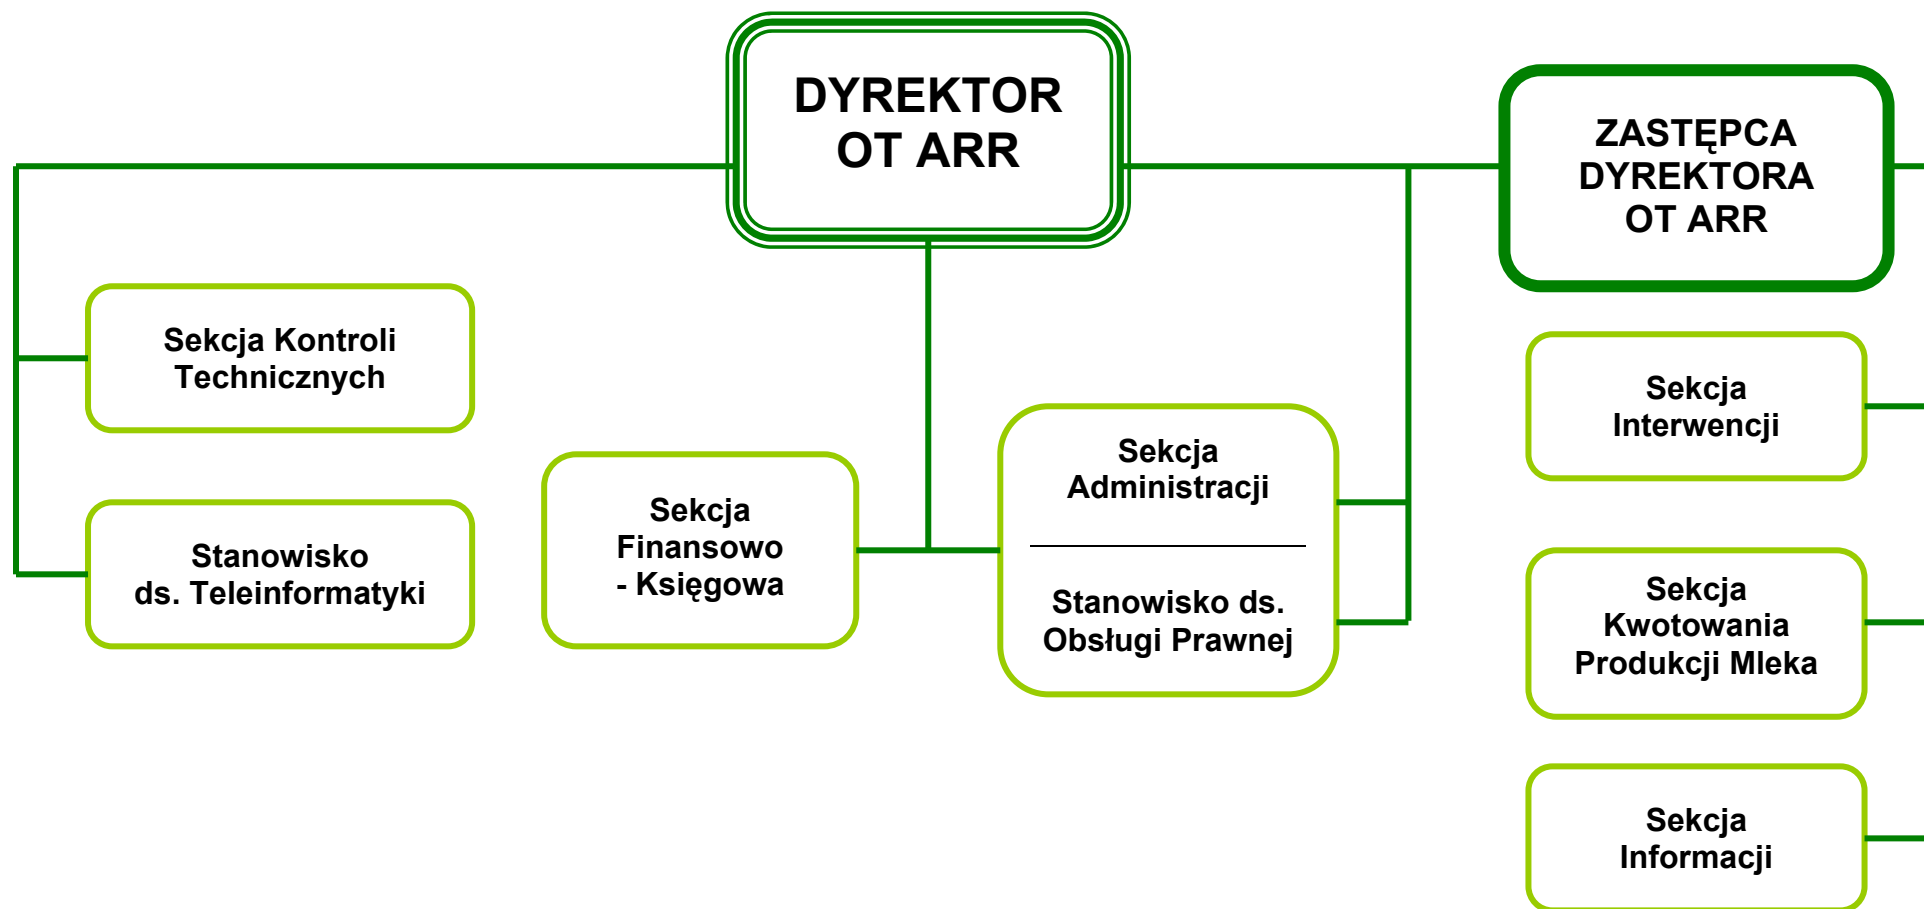 DYREKTOR
OT ARR
ZASTĘPCA
DYREKTORA
OT ARR
Sekcja Kontroli
Technicznych
Stanowisko
ds. Teleinformatyki
Sekcja
Finansowo
- Księgowa
Sekcja
Administracji
Stanowisko ds.
Obsługi Prawnej
Sekcja
Interwencji
Sekcja
Kwotowania
Produkcji Mleka
Sekcja
Informacji